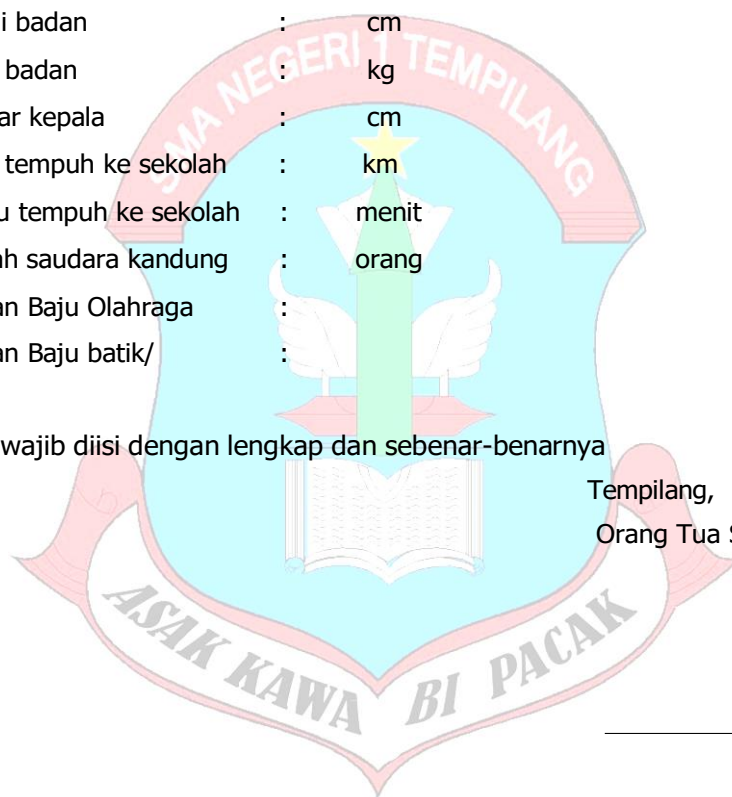 SMA NEGERI 1 TEMPILANG
i badan : cm
badan : kg
ar kepala : cm
tempuh ke sekolah : km
u tempuh ke sekolah : menit
ah saudara kandung : orang
an Baju Olahraga :
an Baju batik/ :
wajib diisi dengan lengkap dan sebenar-benarnya
Tempilang,
Orang Tua S
ASAK KAWA BI PACAK